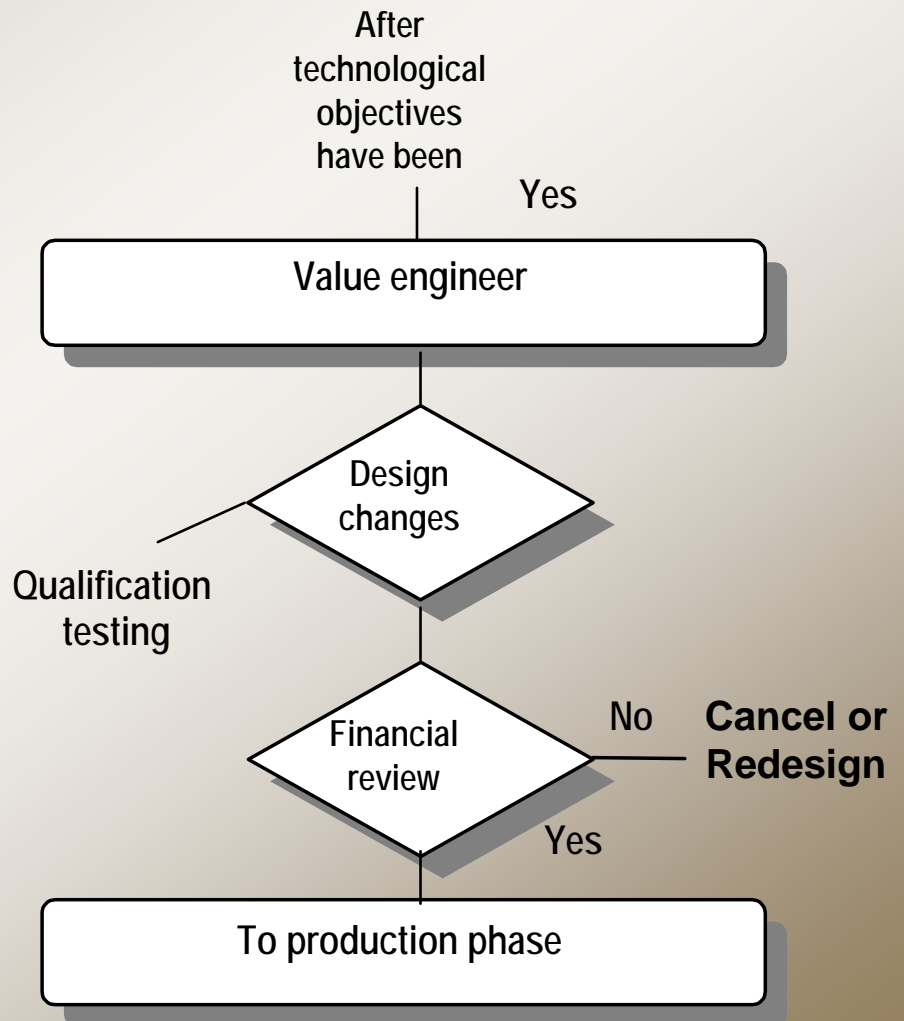 After
technological
objectives
have been
Yes
Value engineer
Design
changes
Qualification
testing
Financial
review
No
Cancel or
Redesign
Yes
To production phase